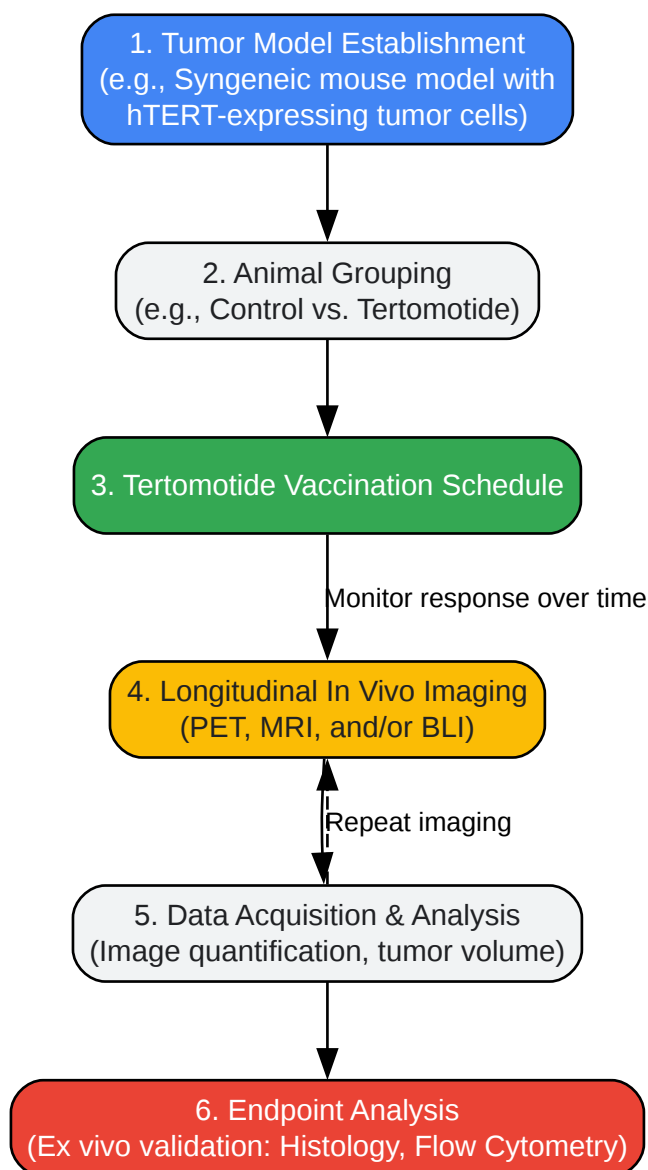 1. Tumor Model Establishment
(e.g., Syngeneic mouse model with
hTERT-expressing tumor cells)
2. Animal Grouping
(e.g., Control vs. Tertomotide)
3. Tertomotide Vaccination Schedule
Monitor response over time
4. Longitudinal In Vivo Imaging
(PET, MRI, and/or BLI)
Repeat imaging
5. Data Acquisition & Analysis
(Image quantification, tumor volume)
6. Endpoint Analysis
(Ex vivo validation: Histology, Flow Cytometry)